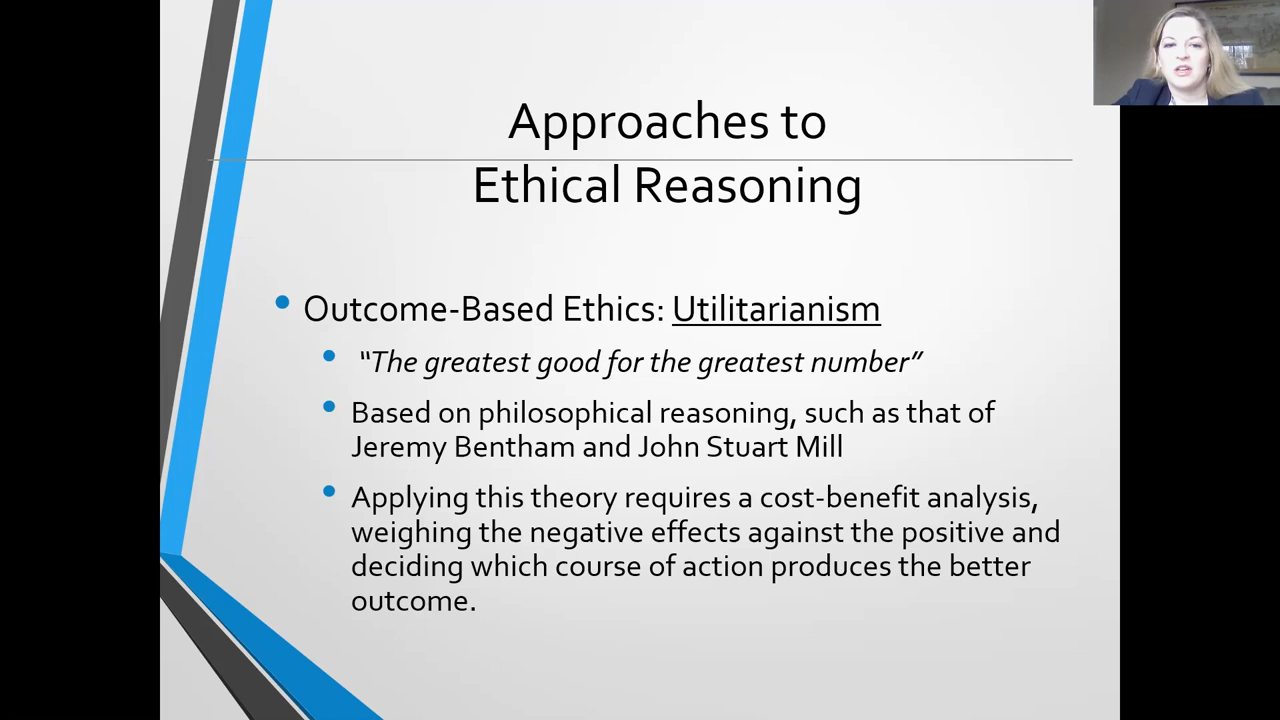 Approaches to
Ethical Reasoning
Outcome-Based Ethics: Utilitarianism
“The greatest good for the greatest number”
Based on philosophical reasoning, such as that of
Jeremy Bentham and John Stuart Mill
Applying this theory requires a cost-benefit analysis,
weighing the negative effects against the positive and
deciding which course of action produces the better
outcome.